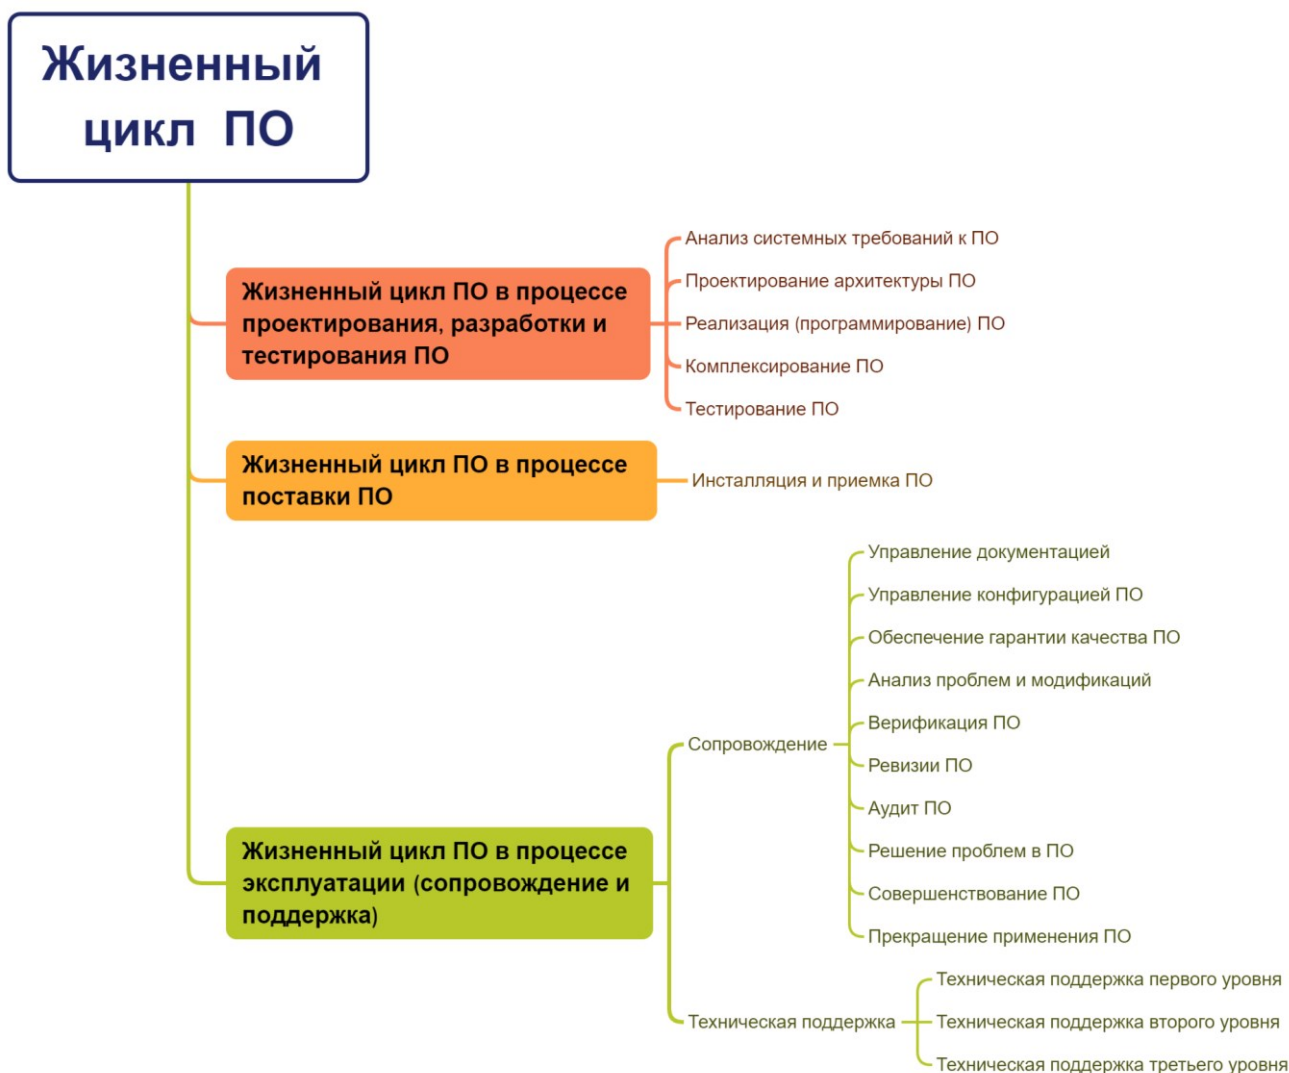 Жизненный
цикл ПО
Анализ системных требований к ПО
Жизненный цикл ПО в процессе
проектирования, разработки и
тестирования ПО
Проектирование архитектуры ПО
Реализация (программирование) ПО
Комплексирование ПО
Тестирование ПО
Жизненный цикл ПО в процессе
поставки ПО
Инсталляция и приемка ПО
Жизненный цикл ПО в процессе
эксплуатации (сопровождение и
поддержка)
Сопровождение
Управление документацией
Управление конфигурацией ПО
Обеспечение гарантии качества ПО
Анализ проблем и модификаций
Верификация ПО
Ревизии ПО
Аудит ПО
Решение проблем в ПО
Совершенствование ПО
Прекращение применения ПО
Техническая поддержка
Техническая поддержка первого уровня
Техническая поддержка второго уровня
Техническая поддержка третьего уровня